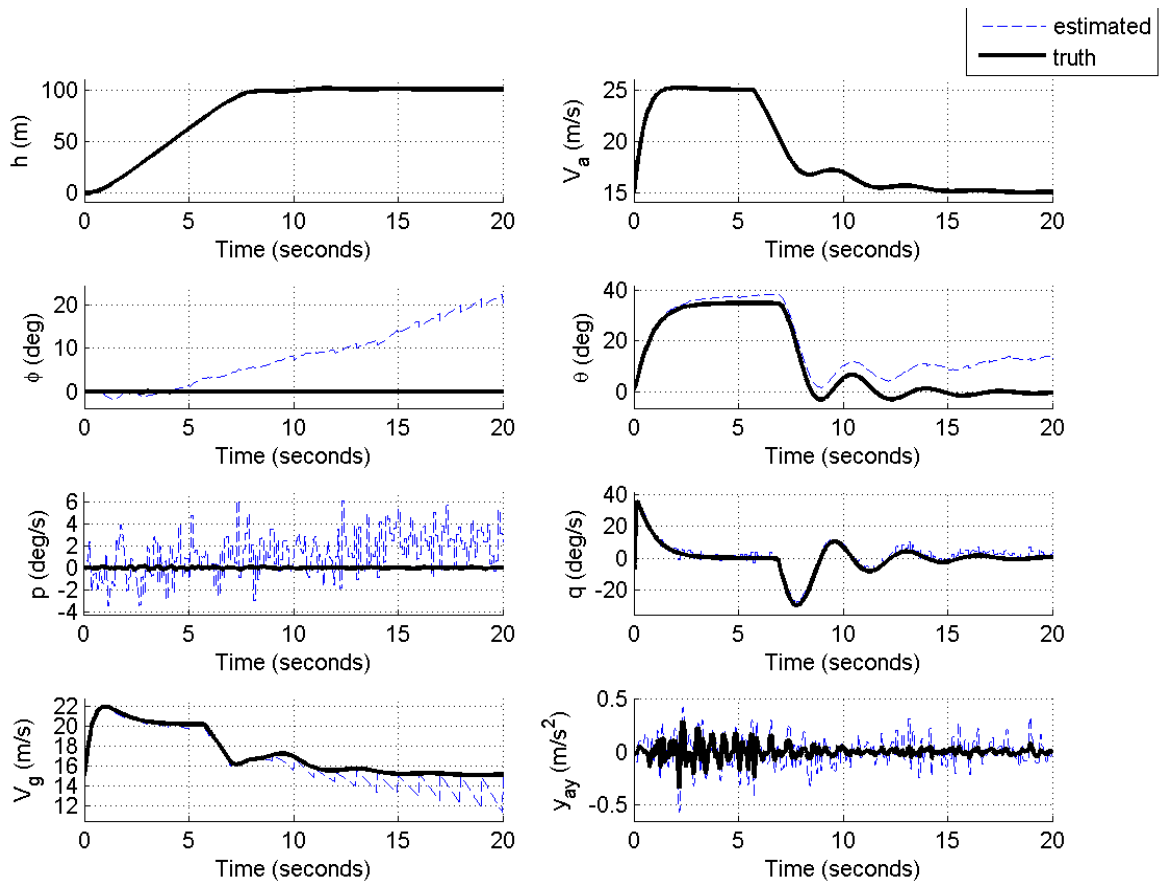 estimated
truth
h (m)
100
50
0
0 5 10 15 20
Time (seconds)
V_a (m/s)
25
20
15
0 5 10 15 20
Time (seconds)
ϕ (deg)
20
10
0
0 5 10 15 20
Time (seconds)
θ (deg)
40
20
0
0 5 10 15 20
Time (seconds)
p (deg/s)
6
4
2
0
-2
-4
0 5 10 15 20
Time (seconds)
q (deg/s)
40
20
0
-20
0 5 10 15 20
Time (seconds)
V_g (m/s)
22
20
18
16
14
12
0 5 10 15 20
Time (seconds)
y_ay (m/s²)
0.5
0
-0.5
0 5 10 15 20
Time (seconds)